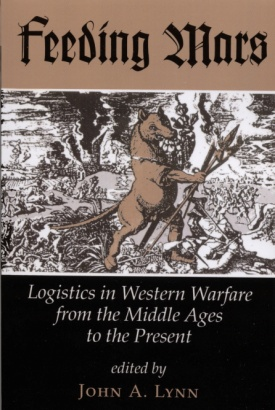 Feeding Mars
Logistics in Western Warfare
from the Middle Ages
to the Present
edited by
JOHN A. LYNN